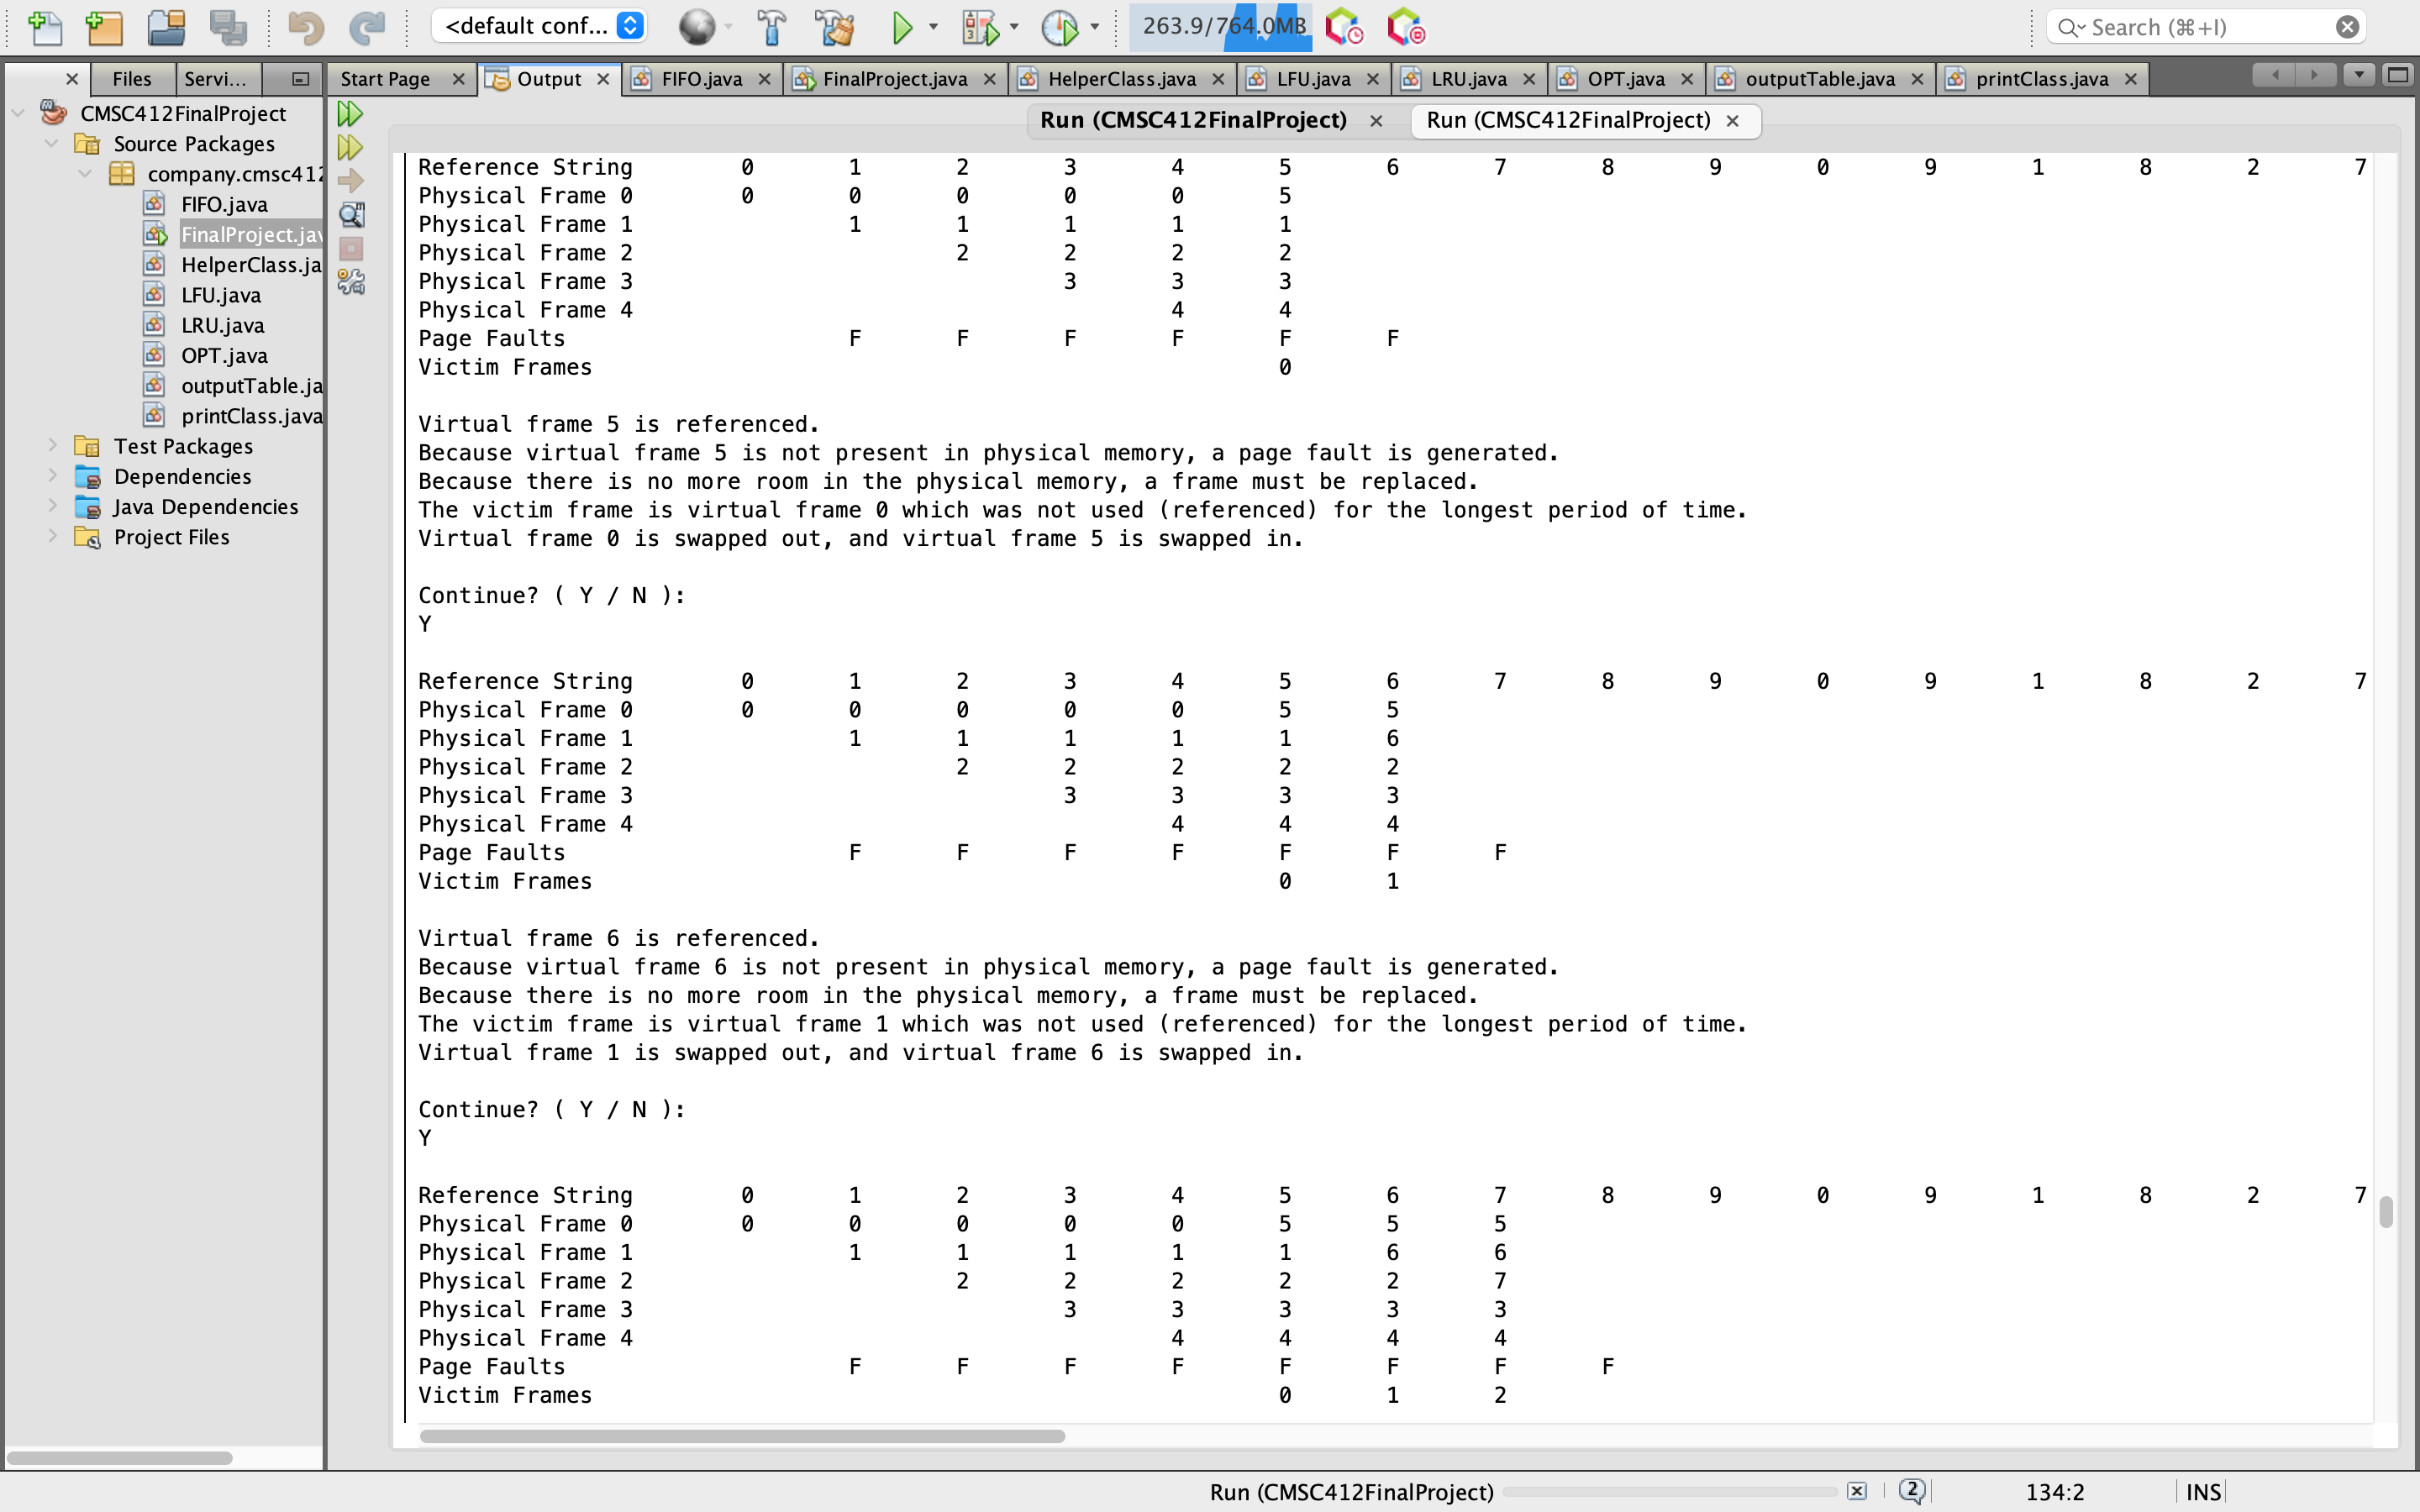 <default conf...
263.9/764.0MB
Search (⌘+I)
Files
Servi...
Start Page
Output
FIFO.java
FinalProject.java
HelperClass.java
LFU.java
LRU.java
OPT.java
outputTable.java
printClass.java
CMSC412FinalProject
Source Packages
company.cmsc412
FIFO.java
FinalProject.jav
HelperClass.ja
LFU.java
LRU.java
OPT.java
outputTable.ja
printClass.java
Test Packages
Dependencies
Java Dependencies
Project Files
Run (CMSC412FinalProject)
Run (CMSC412FinalProject)
Reference String 0 1 2 3 4 5 6 7 8 9 0 9 1 8 2 7
Physical Frame 0 0 0 0 0 0 5
Physical Frame 1 1 1 1 1 1
Physical Frame 2 2 2 2 2
Physical Frame 3 3 3 3
Physical Frame 4 4 4
Page Faults F F F F F F
Victim Frames 0
Virtual frame 5 is referenced.
Because virtual frame 5 is not present in physical memory, a page fault is generated.
Because there is no more room in the physical memory, a frame must be replaced.
The victim frame is virtual frame 0 which was not used (referenced) for the longest period of time.
Virtual frame 0 is swapped out, and virtual frame 5 is swapped in.
Continue? ( Y / N ):
Y
Reference String 0 1 2 3 4 5 6 7 8 9 0 9 1 8 2 7
Physical Frame 0 0 0 0 0 0 5 5
Physical Frame 1 1 1 1 1 1 6
Physical Frame 2 2 2 2 2 2
Physical Frame 3 3 3 3 3
Physical Frame 4 4 4 4
Page Faults F F F F F F F
Victim Frames 0 1
Virtual frame 6 is referenced.
Because virtual frame 6 is not present in physical memory, a page fault is generated.
Because there is no more room in the physical memory, a frame must be replaced.
The victim frame is virtual frame 1 which was not used (referenced) for the longest period of time.
Virtual frame 1 is swapped out, and virtual frame 6 is swapped in.
Continue? ( Y / N ):
Y
Reference String 0 1 2 3 4 5 6 7 8 9 0 9 1 8 2 7
Physical Frame 0 0 0 0 0 0 5 5 5
Physical Frame 1 1 1 1 1 1 6 6
Physical Frame 2 2 2 2 2 2 7
Physical Frame 3 3 3 3 3 3
Physical Frame 4 4 4 4 4
Page Faults F F F F F F F F
Victim Frames 0 1 2
Run (CMSC412FinalProject)
2
134:2
INS